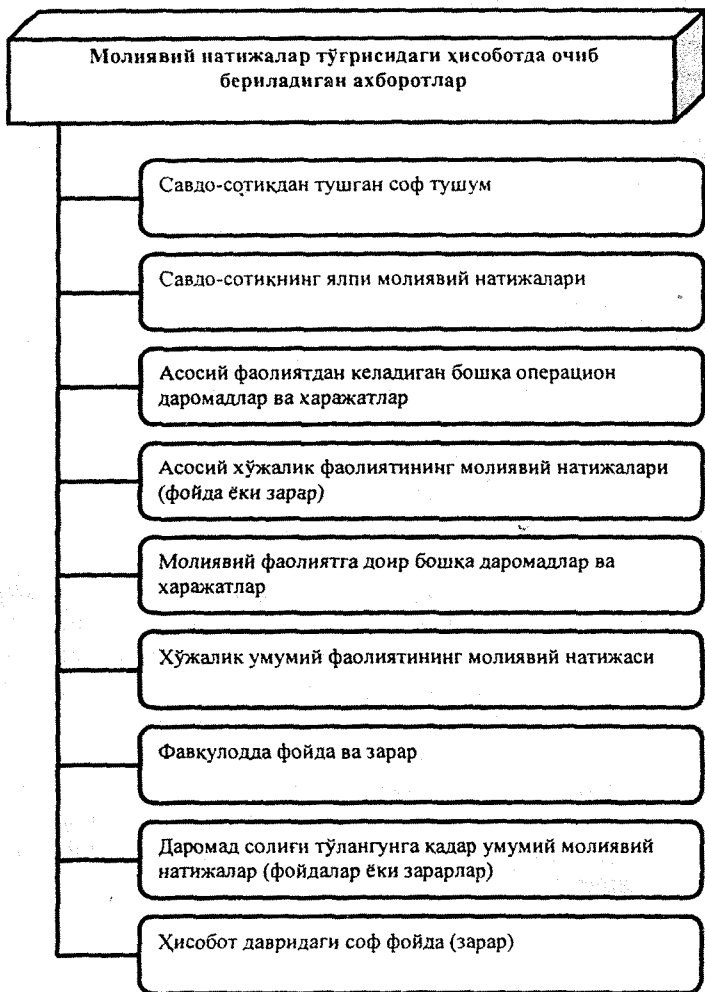 Молиявий натижалар тўғрисидаги ҳисоботда очиб
бериладиган ахборотлар
Савдо-сотиқдан тушган соф тушум
Савдо-сотиқнинг ялпи молиявий натижалари
Асосий фаолиятдан келадиган бошқа операцион
даромадлар ва харажатлар
Асосий хўжалик фаолиятининг молиявий натижалари
(фойда ёки зарар)
Молиявий фаолиятга доир бошқа даромадлар ва
харажатлар
Хўжалик умумий фаолиятининг молиявий натижаси
Фавқулодда фойда ва зарар
Даромад солиғи тўлангунга қадар умумий молиявий
натижалар (фойдалар ёки зарарлар)
Ҳисобот давридаги соф фойда (зарар)